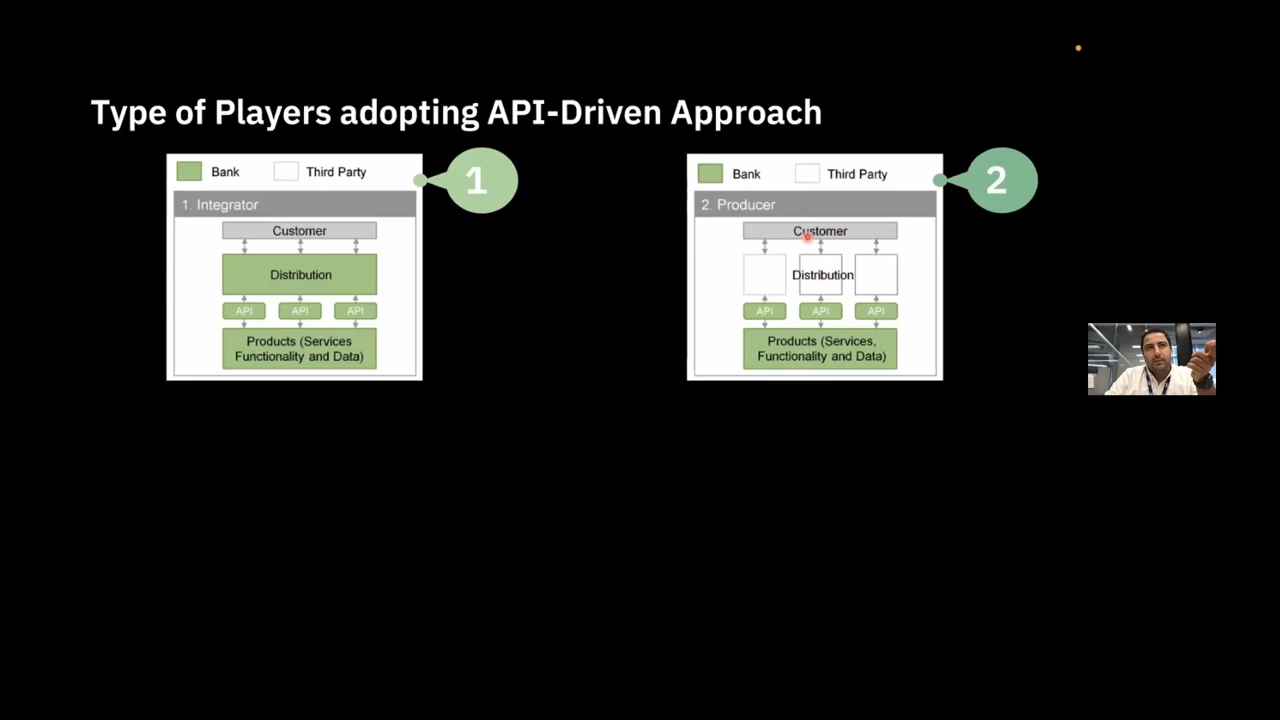 Type of Players adopting API-Driven Approach
Bank
Third Party
1
1. Integrator
Customer
Distribution
API
API
API
Products (Services
Functionality and Data)
Bank
Third Party
2
2. Producer
Customer
Distribution
API
API
API
Products (Services,
Functionality and Data)